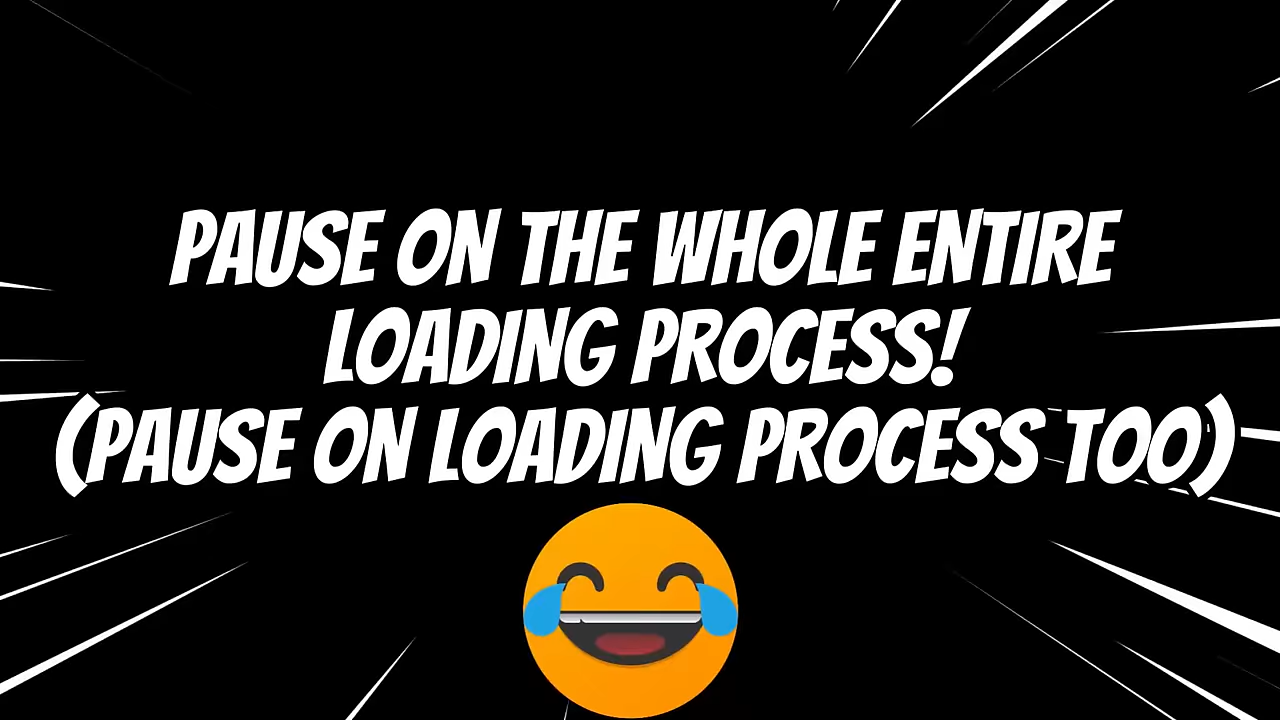 PAUSE ON THE WHOLE ENTIRE
LOADING PROCESS!
(PAUSE ON LOADING PROCESS TOO)